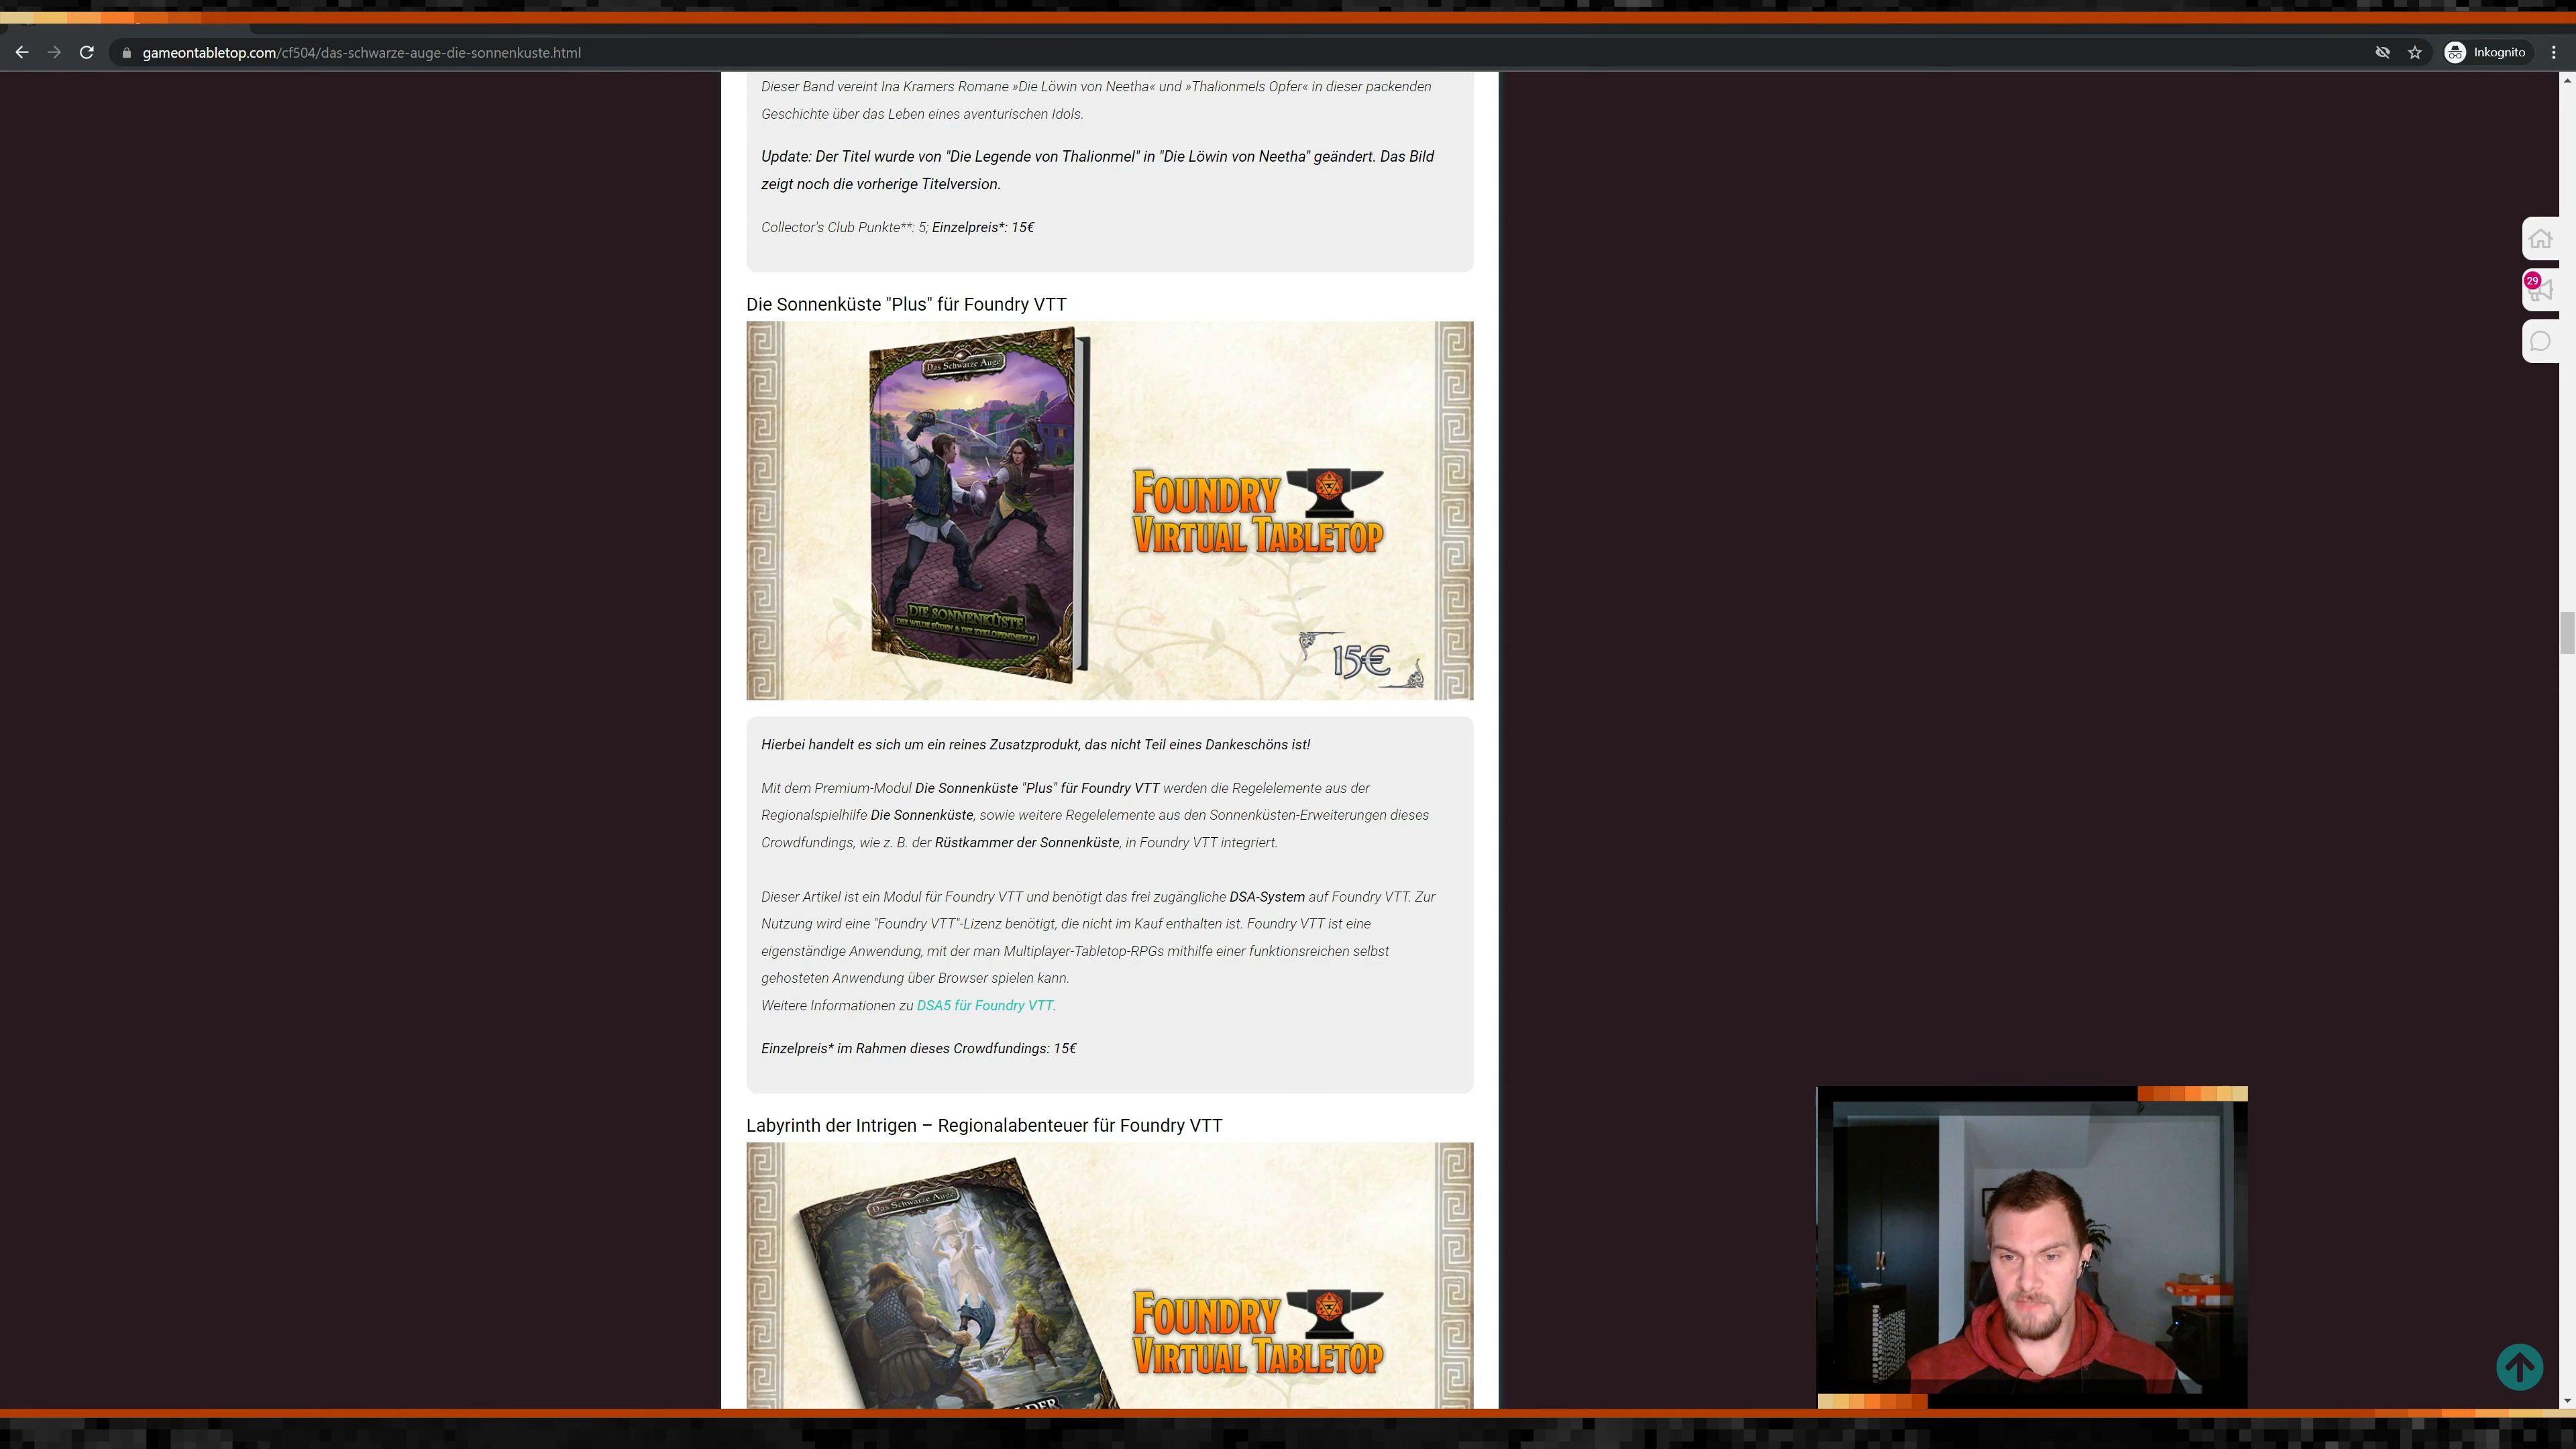 gameontabletop.com/cf504/das-schwarze-auge-die-sonnenkuste.html
Inkognito
Dieser Band vereint Ina Kramers Romane »Die Löwin von Neetha« und »Thalionmels Opfer« in dieser packenden
Geschichte über das Leben eines aventurischen Idols.
Update: Der Titel wurde von "Die Legende von Thalionmel" in "Die Löwin von Neetha" geändert. Das Bild
zeigt noch die vorherige Titelversion.
Collector's Club Punkte**: 5; Einzelpreis*: 15€
29
Die Sonnenküste "Plus" für Foundry VTT
Das Schwarze Auge
FOUNDRY
VIRTUAL TABLETOP
DIE SONNENKÜSTE
DER WILDE SÜDEN & DIE ZYKLOPENINSELN
15€
Hierbei handelt es sich um ein reines Zusatzprodukt, das nicht Teil eines Dankeschöns ist!
Mit dem Premium-Modul Die Sonnenküste "Plus" für Foundry VTT werden die Regelelemente aus der
Regionalspielhilfe Die Sonnenküste, sowie weitere Regelelemente aus den Sonnenküsten-Erweiterungen dieses
Crowdfundings, wie z. B. der Rüstkammer der Sonnenküste, in Foundry VTT integriert.
Dieser Artikel ist ein Modul für Foundry VTT und benötigt das frei zugängliche DSA-System auf Foundry VTT. Zur
Nutzung wird eine "Foundry VTT"-Lizenz benötigt, die nicht im Kauf enthalten ist. Foundry VTT ist eine
eigenständige Anwendung, mit der man Multiplayer-Tabletop-RPGs mithilfe einer funktionsreichen selbst
gehosteten Anwendung über Browser spielen kann.
Weitere Informationen zu DSA5 für Foundry VTT.
Einzelpreis* im Rahmen dieses Crowdfundings: 15€
Labyrinth der Intrigen – Regionalabenteuer für Foundry VTT
Das Schwarze Auge
FOUNDRY
VIRTUAL TABLETOP
DER